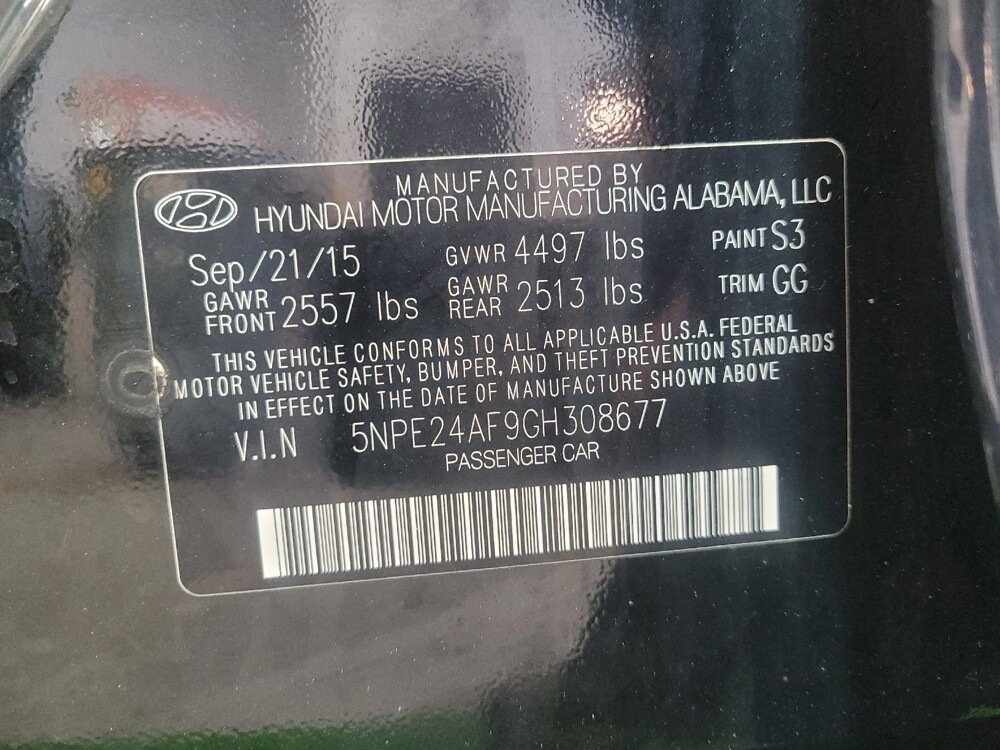 MANUFACTURED BY
HYUNDAI MOTOR MANUFACTURING ALABAMA, LLC
Sep/21/15 GVWR 4497 lbs PAINT S3
GAWR FRONT 2557 lbs GAWR REAR 2513 lbs TRIM GG
THIS VEHICLE CONFORMS TO ALL APPLICABLE U.S.A. FEDERAL
MOTOR VEHICLE SAFETY, BUMPER, AND THEFT PREVENTION STANDARDS
IN EFFECT ON THE DATE OF MANUFACTURE SHOWN ABOVE
V.I.N 5NPE24AF9GH308677
PASSENGER CAR